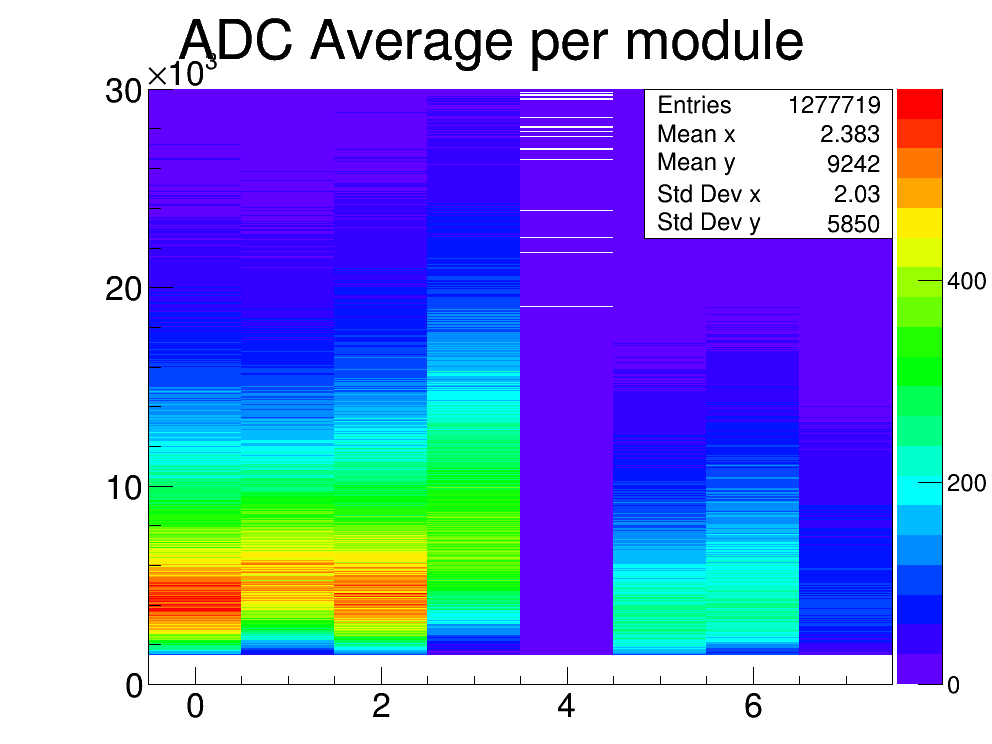 ADC Average per module
×10³
30
Entries 1277719
Mean x 2.383
Mean y 9242
Std Dev x 2.03
Std Dev y 5850
400
20
200
10
0
0
0 2 4 6